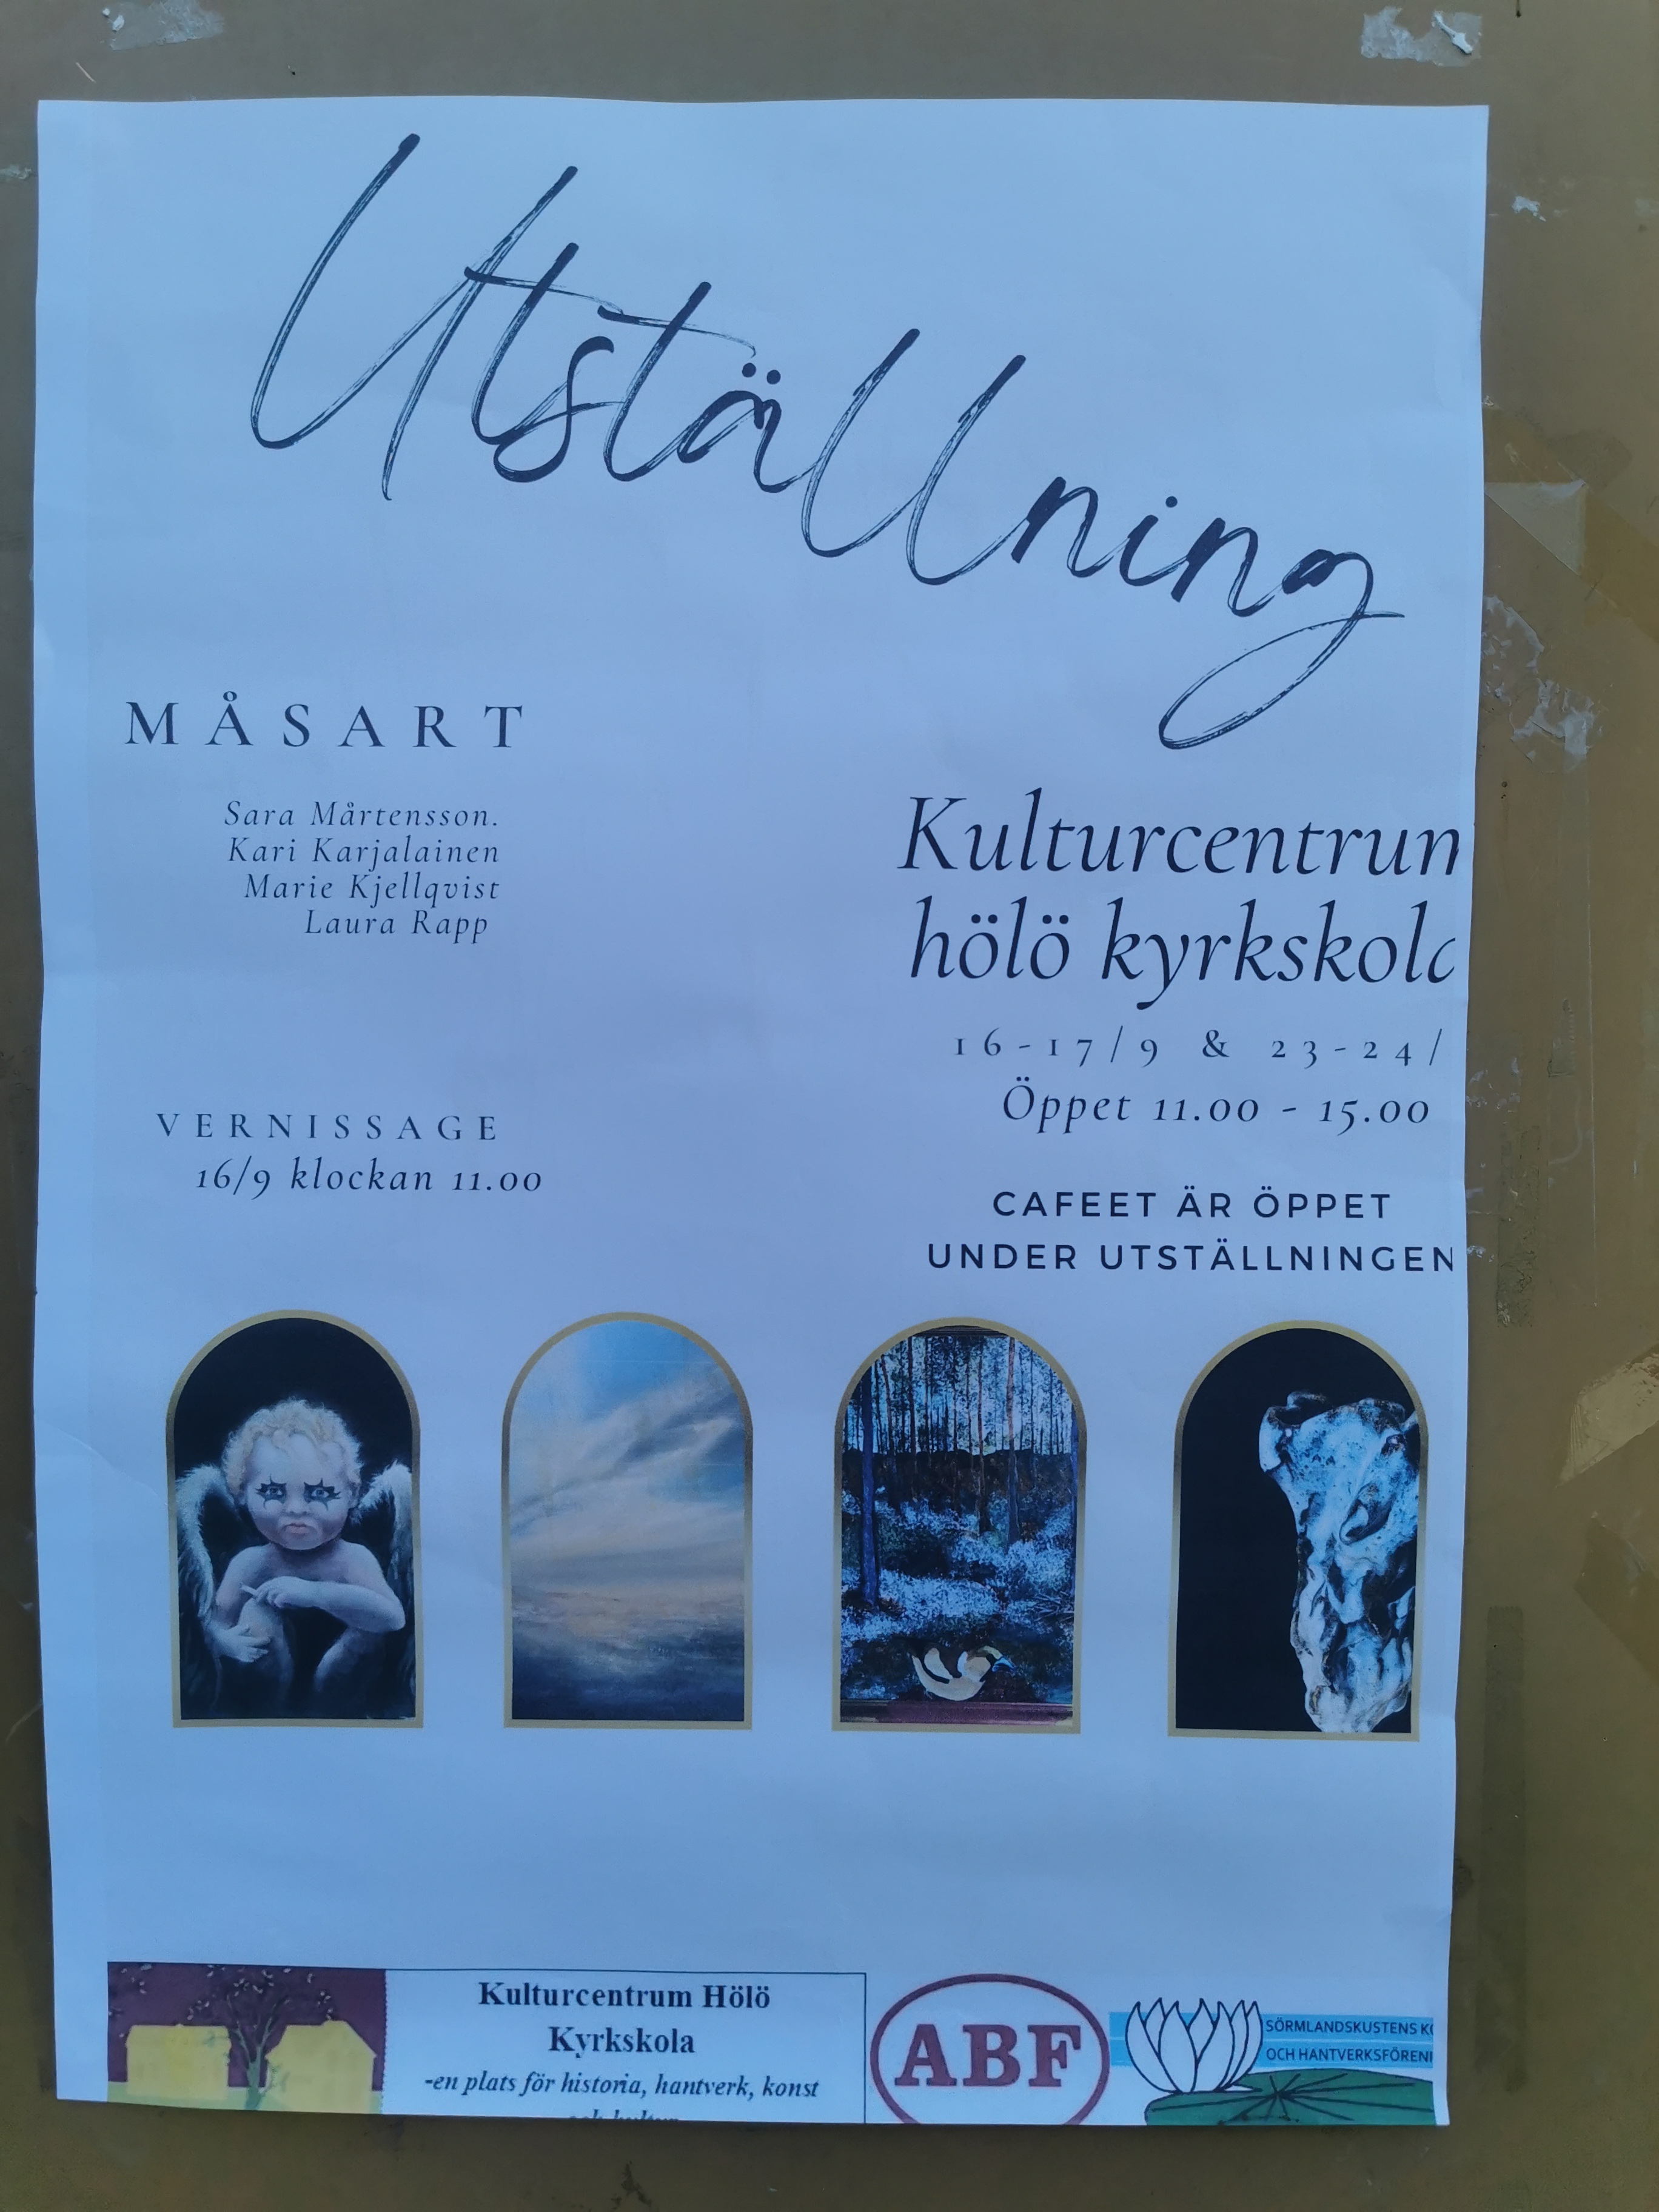 Utställning
MÅSART
Sara Mårtensson.
Kari Karjalainen
Marie Kjellqvist
Laura Rapp
Kulturcentrum
hölö kyrkskola
16-17/9 & 23-24/
Öppet 11.00 - 15.00
VERNISSAGE
16/9 klockan 11.00
CAFEET ÄR ÖPPET
UNDER UTSTÄLLNINGEN
Kulturcentrum Hölö
Kyrkskola
-en plats för historia, hantverk, konst
och kultur
ABF
SÖRMLANDSKUSTENS
OCH HANTVERKSFÖRENI